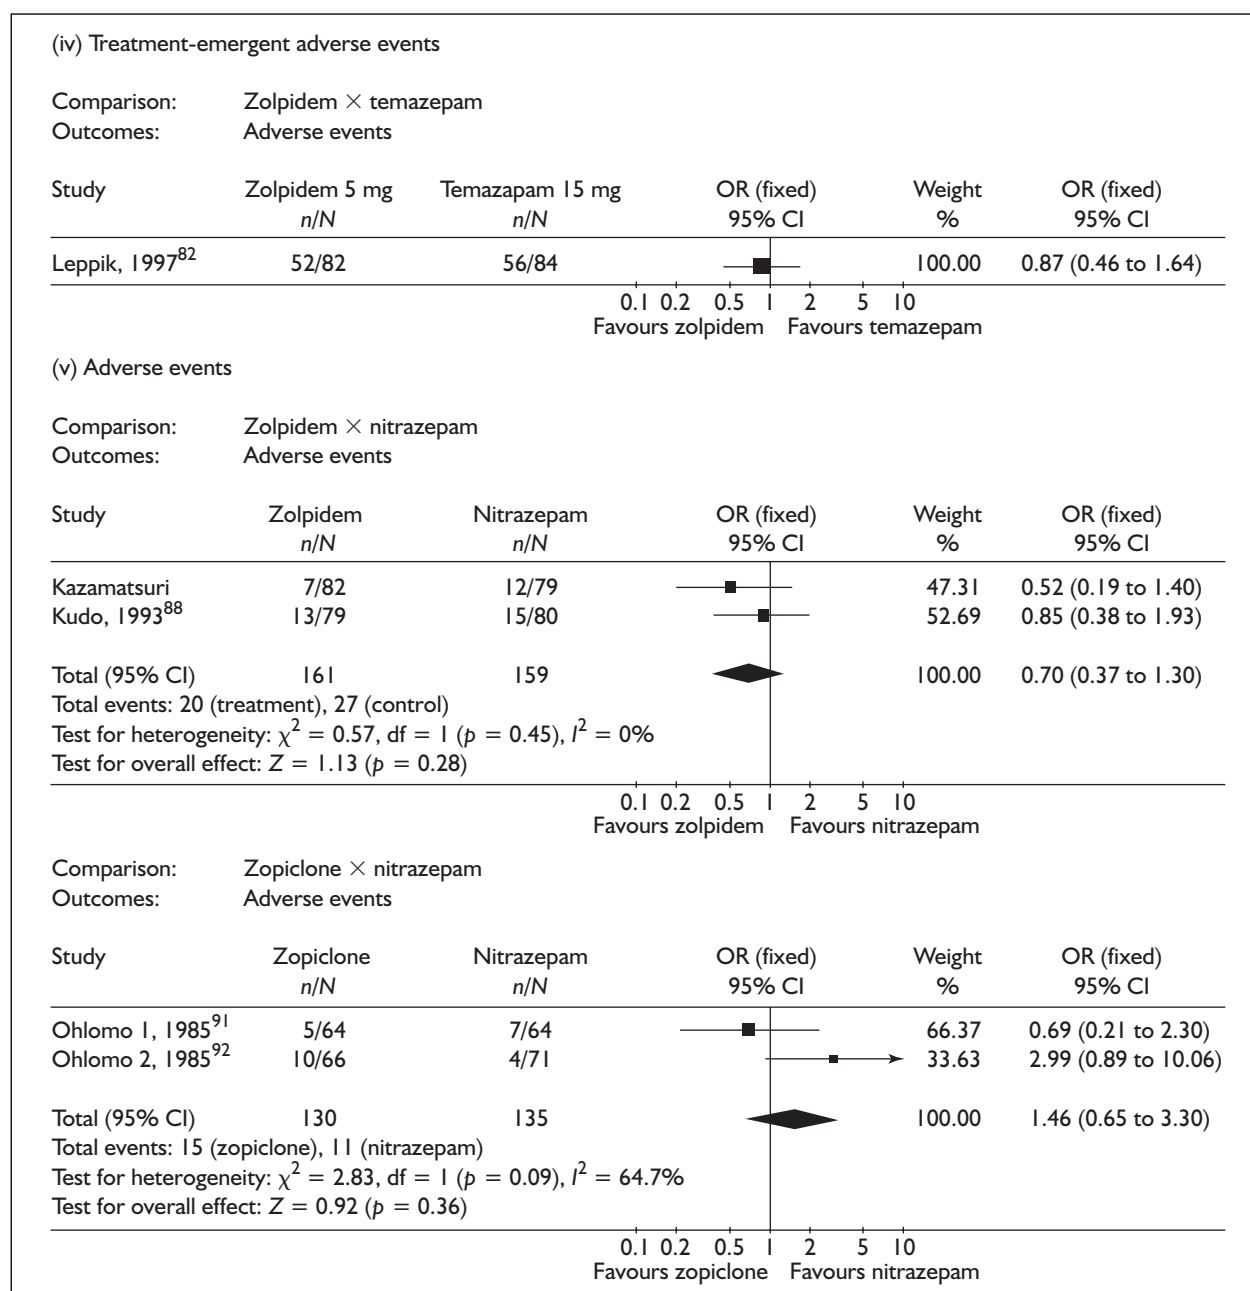 (iv) Treatment-emergent adverse events
Comparison: Zolpidem × temazepam
Outcomes: Adverse events
Study Zolpidem 5 mg Temazapam 15 mg OR (fixed) Weight OR (fixed)
n/N n/N 95% CI % 95% CI
Leppik, 1997⁸² 52/82 56/84 100.00 0.87 (0.46 to 1.64)
0.1 0.2 0.5 1 2 5 10
Favours zolpidem Favours temazepam
(v) Adverse events
Comparison: Zolpidem × nitrazepam
Outcomes: Adverse events
Study Zolpidem Nitrazepam OR (fixed) Weight OR (fixed)
n/N n/N 95% CI % 95% CI
Kazamatsuri 7/82 12/79 47.31 0.52 (0.19 to 1.40)
Kudo, 1993⁸⁸ 13/79 15/80 52.69 0.85 (0.38 to 1.93)
Total (95% CI) 161 159 100.00 0.70 (0.37 to 1.30)
Total events: 20 (treatment), 27 (control)
Test for heterogeneity: χ² = 0.57, df = 1 (p = 0.45), I² = 0%
Test for overall effect: Z = 1.13 (p = 0.28)
0.1 0.2 0.5 1 2 5 10
Favours zolpidem Favours nitrazepam
Comparison: Zopiclone × nitrazepam
Outcomes: Adverse events
Study Zopiclone Nitrazepam OR (fixed) Weight OR (fixed)
n/N n/N 95% CI % 95% CI
Ohlomo 1, 1985⁹¹ 5/64 7/64 66.37 0.69 (0.21 to 2.30)
Ohlomo 2, 1985⁹² 10/66 4/71 33.63 2.99 (0.89 to 10.06)
Total (95% CI) 130 135 100.00 1.46 (0.65 to 3.30)
Total events: 15 (zopiclone), 11 (nitrazepam)
Test for heterogeneity: χ² = 2.83, df = 1 (p = 0.09), I² = 64.7%
Test for overall effect: Z = 0.92 (p = 0.36)
0.1 0.2 0.5 1 2 5 10
Favours zopiclone Favours nitrazepam